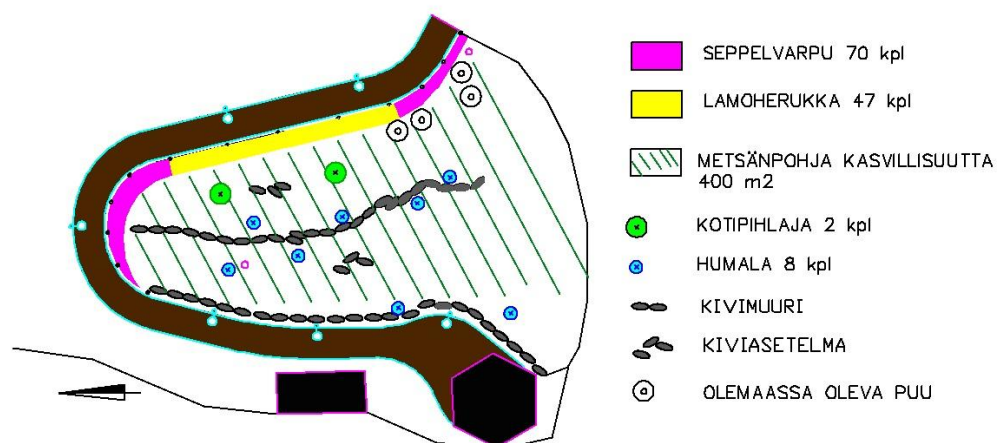 SEPPELVARPU 70 kpl
LAMOHERUKKA 47 kpl
METSÄNPOHJA KASVILLISUUTTA
400 m2
KOTIPIHLAJA 2 kpl
HUMALA 8 kpl
KIVIMUURI
KIVIASETELMA
OLEMAASSA OLEVA PUU